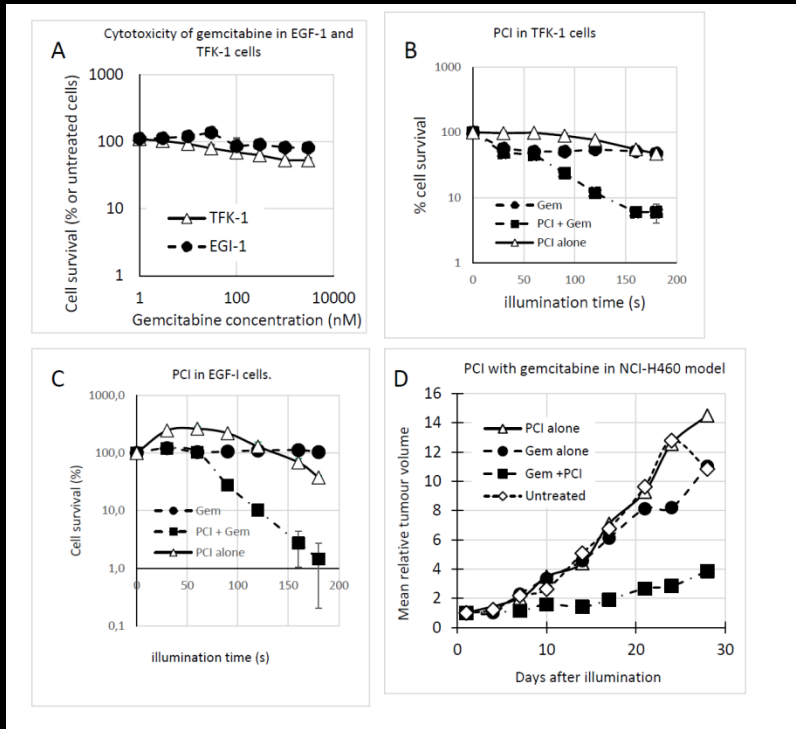 A
Cytotoxicity of gemcitabine in EGF-1 and
TFK-1 cells
Cell survival (% or untreated cells)
1000
100
10
1
TFK-1
EGI-1
1
100
10000
Gemcitabine concentration (nM)
B
PCI in TFK-1 cells
% cell survival
1000
100
10
1
Gem
PCI + Gem
PCI alone
0
50
100
150
200
illumination time (s)
C
PCI in EGF-I cells.
Cell survival (%)
1000,0
100,0
10,0
1,0
0,1
0
50
100
150
200
Gem
PCI + Gem
PCI alone
illumination time (s)
D
PCI with gemcitabine in NCI-H460 model
Mean relative tumour volume
16
14
12
10
8
6
4
2
0
PCI alone
Gem alone
Gem +PCI
Untreated
0
10
20
30
Days after illumination